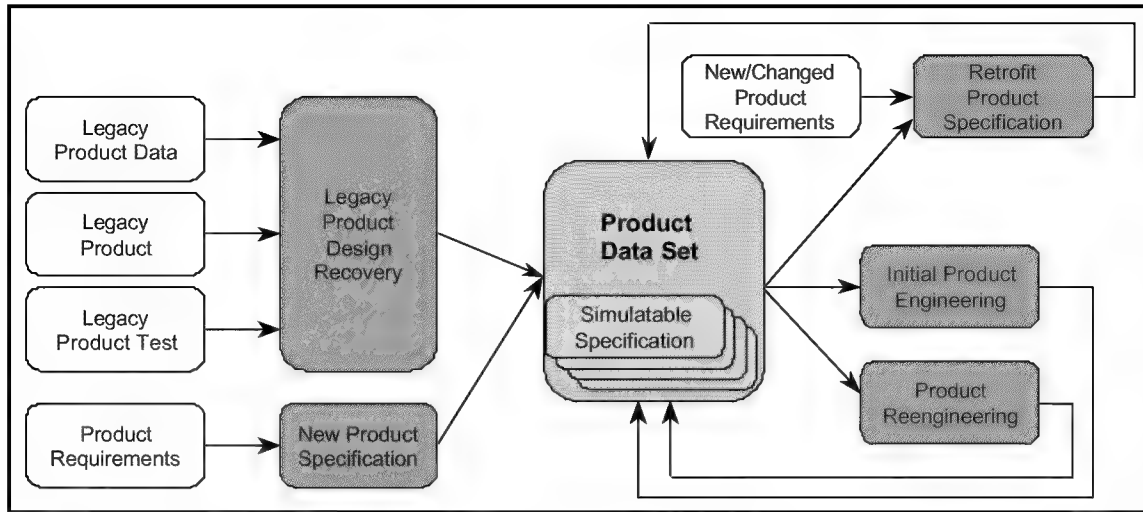 Legacy
Product Data
Legacy
Product
Legacy
Product Test
Product
Requirements
Legacy
Product
Design
Recovery
New Product
Specification
Product
Data Set
Simulatable
Specification
New/Changed
Product
Requirements
Retrofit
Product
Specification
Initial Product
Engineering
Product
Reengineering